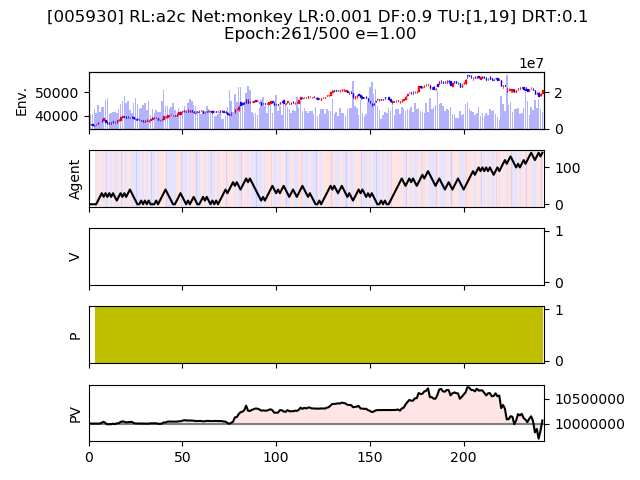 [005930] RL:a2c Net:monkey LR:0.001 DF:0.9 TU:[1,19] DRT:0.1
Epoch:261/500 e=1.00
1e7
Env.
50000
40000
2
0
Agent
100
0
V
1
0
P
1
0
PV
10500000
10000000
0 50 100 150 200